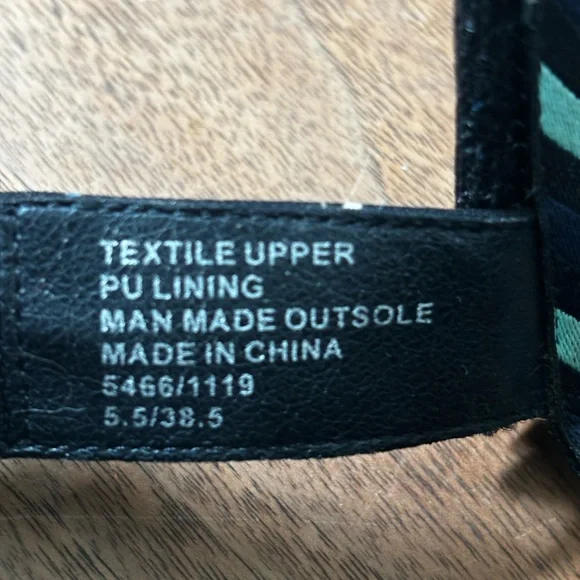 TEXTILE UPPER
PU LINING
MAN MADE OUTSOLE
MADE IN CHINA
5466/1119
5.5/38.5